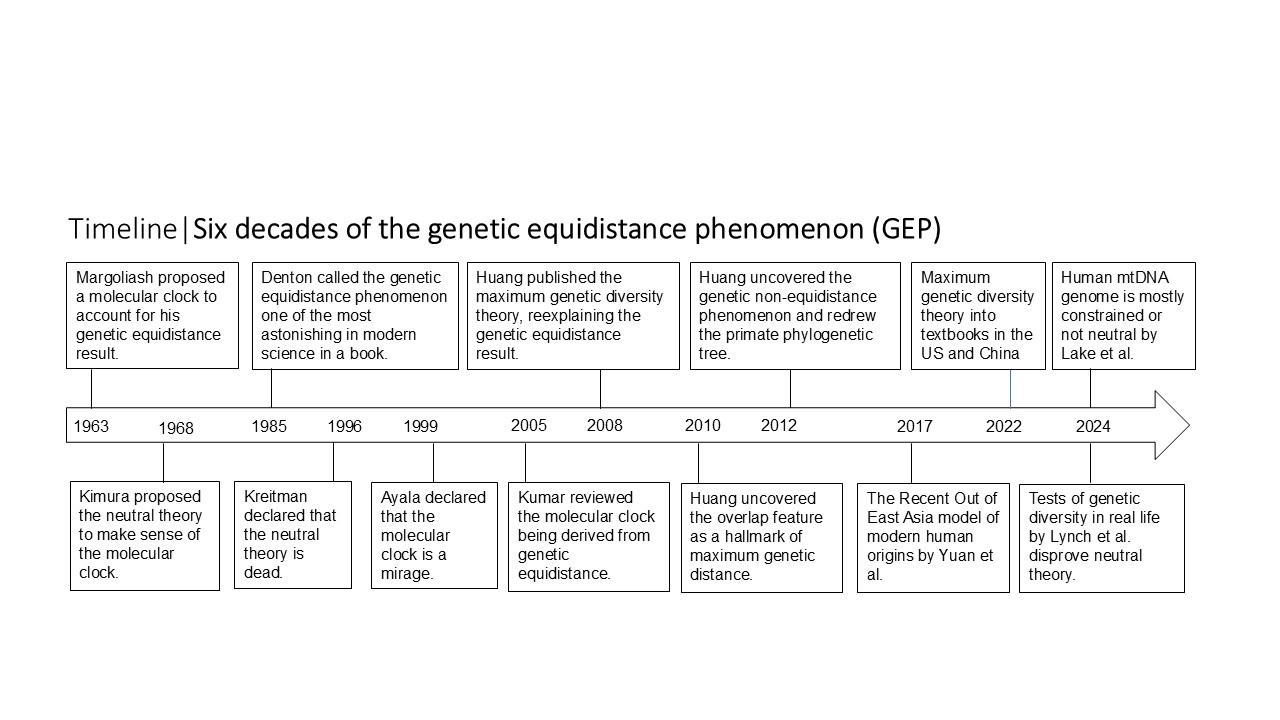 Timeline|Six decades of the genetic equidistance phenomenon (GEP)
Margoliash proposed
a molecular clock to
account for his
genetic equidistance
result.
Denton called the genetic
equidistance phenomenon
one of the most
astonishing in modern
science in a book.
Huang published the
maximum genetic diversity
theory, reexplaining the
genetic equidistance
result.
Huang uncovered the
genetic non-equidistance
phenomenon and redrew
the primate phylogenetic
tree.
Maximum
genetic diversity
theory into
textbooks in the
US and China
Human mtDNA
genome is mostly
constrained or
not neutral by
Lake et al.
1963 1968 1985 1996 1999 2005 2008 2010 2012 2017 2022 2024
Kimura proposed
the neutral theory
to make sense of
the molecular
clock.
Kreitman
declared that
the neutral
theory is
dead.
Ayala declared
that the
molecular
clock is a
mirage.
Kumar reviewed
the molecular clock
being derived from
genetic
equidistance.
Huang uncovered
the overlap feature
as a hallmark of
maximum genetic
distance.
The Recent Out of
East Asia model of
modern human
origins by Yuan et
al.
Tests of genetic
diversity in real life
by Lynch et al.
disprove neutral
theory.